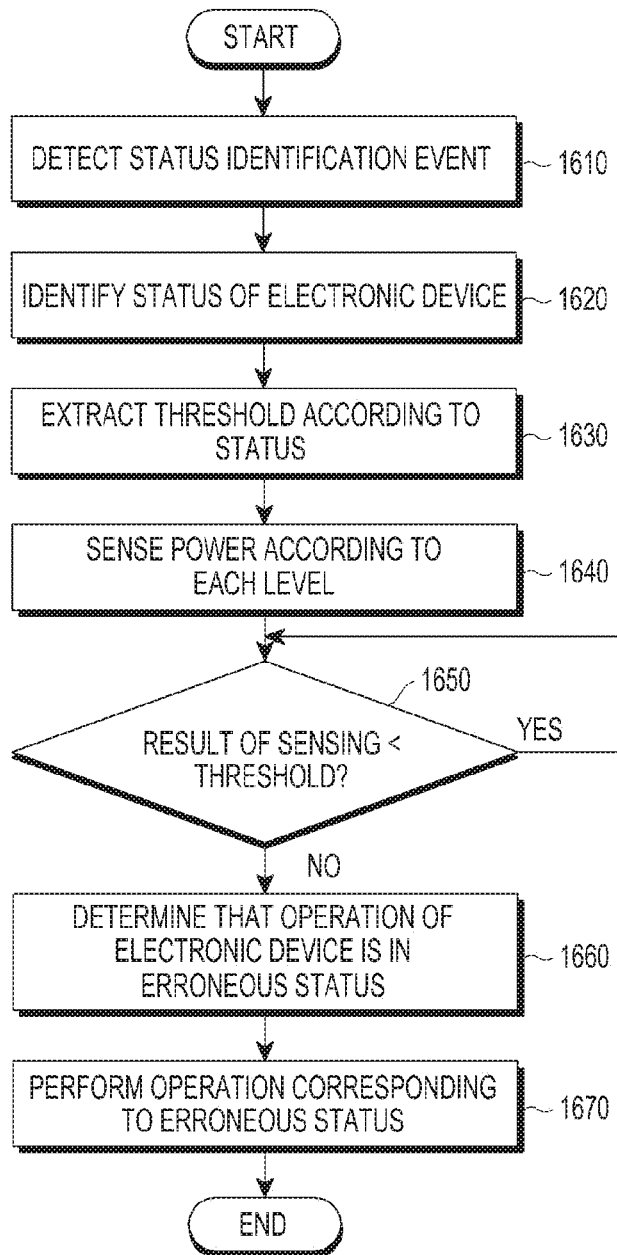 START
DETECT STATUS IDENTIFICATION EVENT
1610
IDENTIFY STATUS OF ELECTRONIC DEVICE
1620
EXTRACT THRESHOLD ACCORDING TO
STATUS
1630
SENSE POWER ACCORDING TO
EACH LEVEL
1640
1650
RESULT OF SENSING <
THRESHOLD?
YES
NO
DETERMINE THAT OPERATION OF
ELECTRONIC DEVICE IS IN
ERRONEOUS STATUS
1660
PERFORM OPERATION CORRESPONDING
TO ERRONEOUS STATUS
1670
END